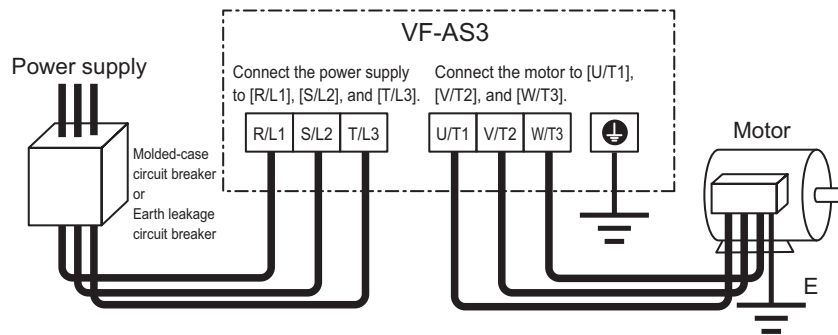 VF-AS3
Power supply
Connect the power supply
to [R/L1], [S/L2], and [T/L3].
Connect the motor to [U/T1],
[V/T2], and [W/T3].
R/L1 S/L2 T/L3 U/T1 V/T2 W/T3
Motor
Molded-case
circuit breaker
or
Earth leakage
circuit breaker
E